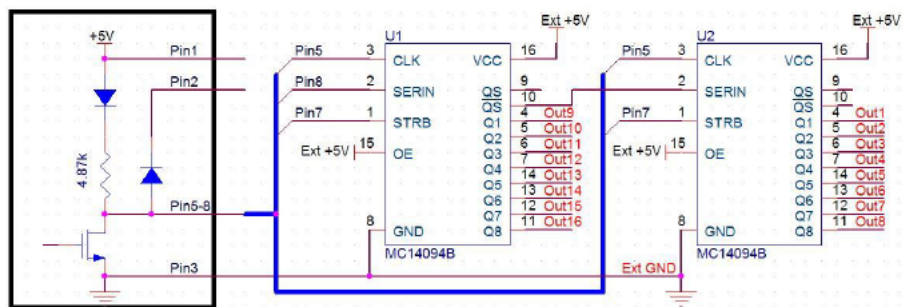 +5V
Pin1
Pin2
4.87k
Pin5-8
Pin3
U1
Ext +5V
Pin5
3
CLK
VCC
16
Pin6
2
SERIN
QS
9
QS
10
Pin7
1
STRB
Q1
4
Out9
Q2
5
Out10
Ext +5V
15
OE
Q3
6
Out11
Q4
7
Out12
Q5
14
Out13
Q6
13
Out14
Q7
12
Out15
8
GND
Q8
11
Out16
MC14094B
U2
Ext +5V
Pin5
3
CLK
VCC
16
2
SERIN
QS
9
QS
10
Pin7
1
STRB
Q1
4
Out1
Q2
5
Out2
Ext +5V
15
OE
Q3
6
Out3
Q4
7
Out4
Q5
14
Out5
Q6
13
Out6
Q7
12
Out7
8
GND
Q8
11
Out8
Ext GND
MC14094B